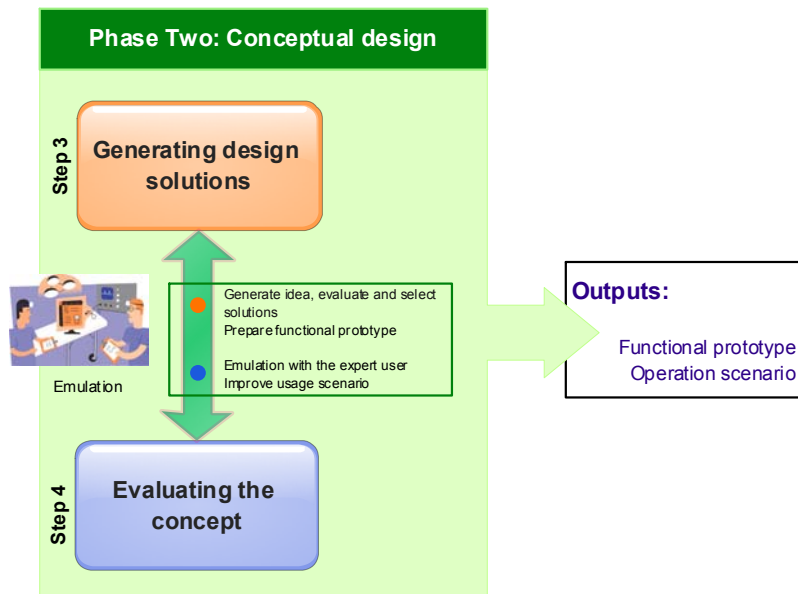 Phase Two: Conceptual design
Step 3
Generating design
solutions
Generate idea, evaluate and select
solutions
Prepare functional prototype
Emulation with the expert user
Improve usage scenario
Emulation
Step 4
Evaluating the
concept
Outputs:
Functional prototype
Operation scenario